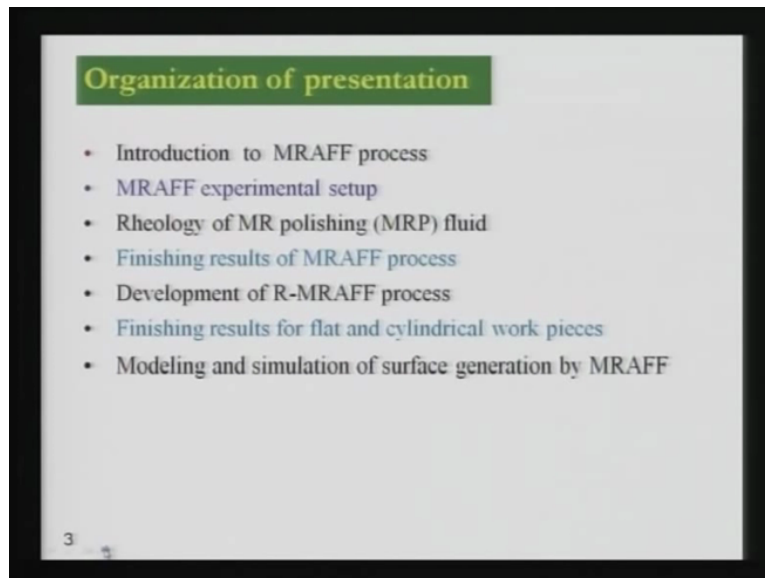 Organization of presentation
• Introduction to MRAFF process
• MRAFF experimental setup
• Rheology of MR polishing (MRP) fluid
• Finishing results of MRAFF process
• Development of R-MRAFF process
• Finishing results for flat and cylindrical work pieces
• Modeling and simulation of surface generation by MRAFF
3